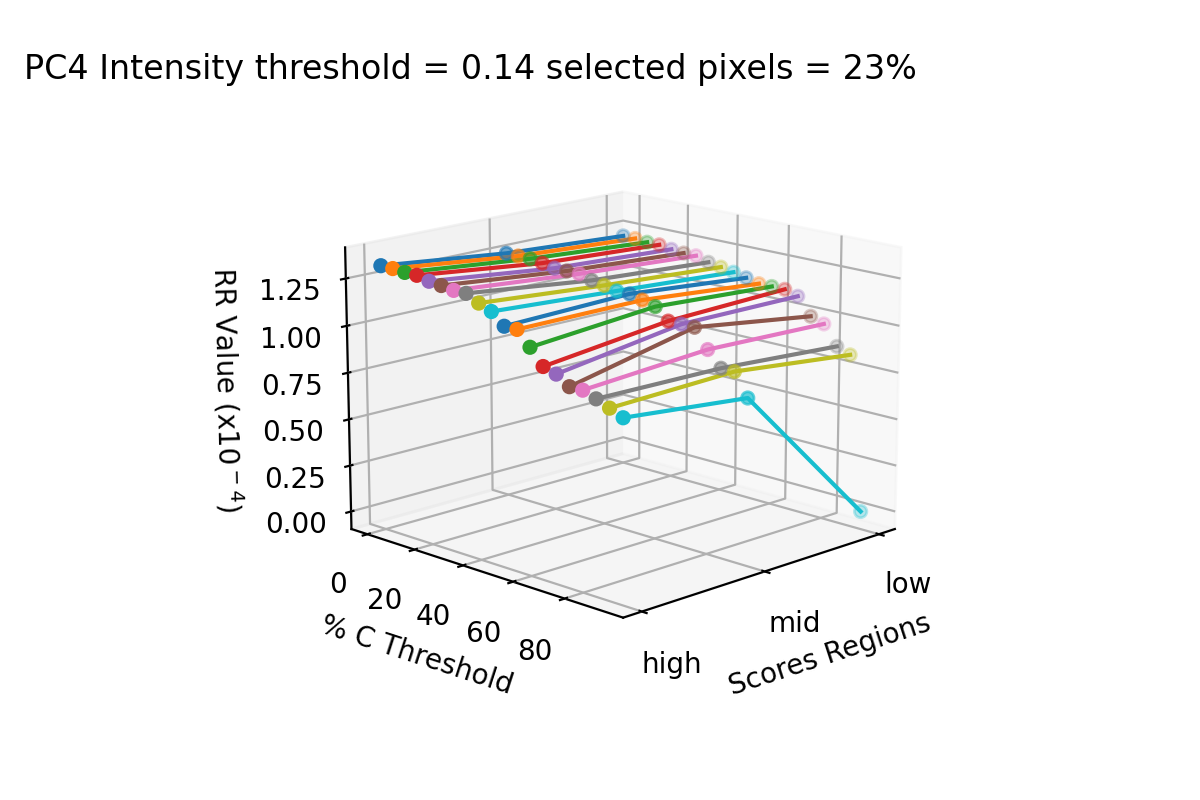 PC4 Intensity threshold = 0.14 selected pixels = 23%
RR Value (x10⁻⁴)
1.25
1.00
0.75
0.50
0.25
0.00
0
20
40
60
80
% C Threshold
high
mid
low
Scores Regions